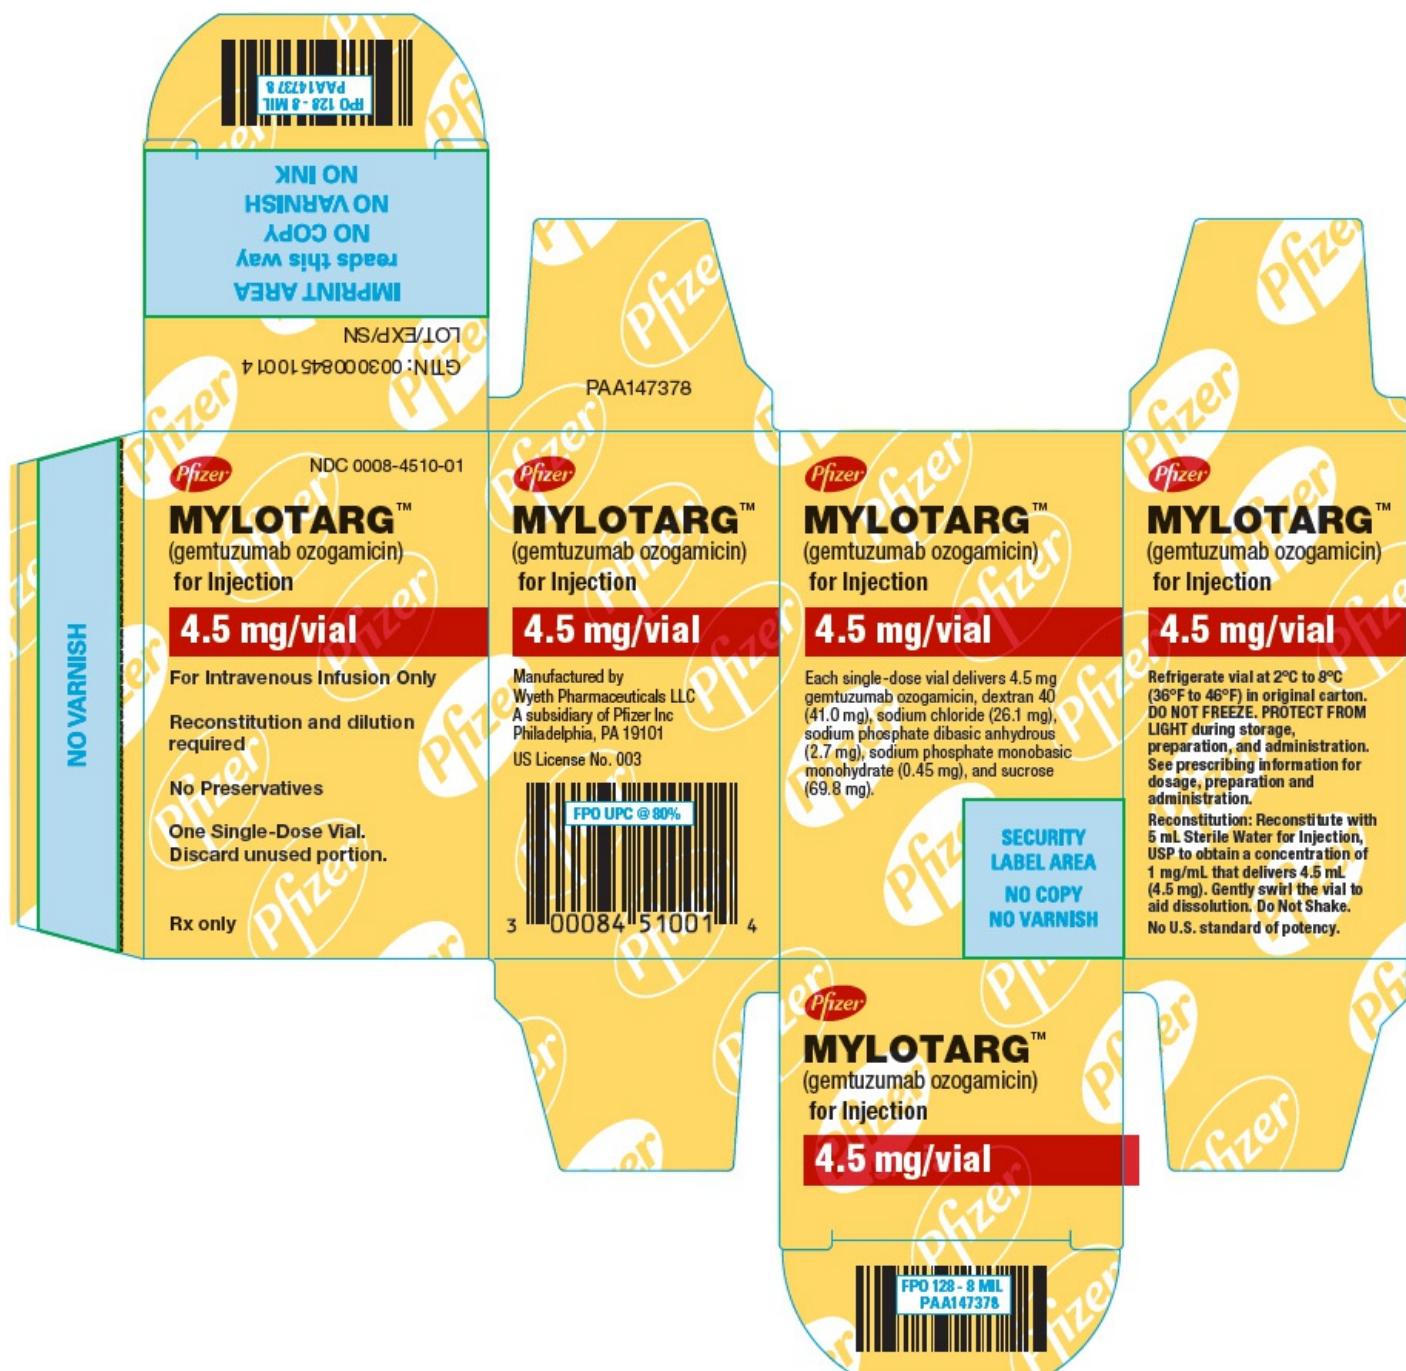 FPO 128 - 8 MIL
PAA147378
NO INK
NO VARNISH
NO COPY
reads this way
IMPRINT AREA
LOT/EXP/SN
GTIN: 00300084510014
PAA147378
NO VARNISH
Pfizer
NDC 0008-4510-01
MYLOTARG™
(gemtuzumab ozogamicin)
for Injection
4.5 mg/vial
For Intravenous Infusion Only
Reconstitution and dilution
required
No Preservatives
One Single-Dose Vial.
Discard unused portion.
Rx only
Pfizer
MYLOTARG™
(gemtuzumab ozogamicin)
for Injection
4.5 mg/vial
Manufactured by
Wyeth Pharmaceuticals LLC
A subsidiary of Pfizer Inc
Philadelphia, PA 19101
US License No. 003
FPO UPC @ 80%
3 00084 51001 4
Pfizer
MYLOTARG™
(gemtuzumab ozogamicin)
for Injection
4.5 mg/vial
Each single-dose vial delivers 4.5 mg
gemtuzumab ozogamicin, dextran 40
(41.0 mg), sodium chloride (26.1 mg),
sodium phosphate dibasic anhydrous
(2.7 mg), sodium phosphate monobasic
monohydrate (0.45 mg), and sucrose
(69.8 mg).
SECURITY
LABEL AREA
NO COPY
NO VARNISH
Pfizer
MYLOTARG™
(gemtuzumab ozogamicin)
for Injection
4.5 mg/vial
Refrigerate vial at 2°C to 8°C
(36°F to 46°F) in original carton.
DO NOT FREEZE. PROTECT FROM
LIGHT during storage,
preparation, and administration.
See prescribing information for
dosage, preparation and
administration.
Reconstitution: Reconstitute with
5 mL Sterile Water for Injection,
USP to obtain a concentration of
1 mg/mL that delivers 4.5 mL
(4.5 mg). Gently swirl the vial to
aid dissolution. Do Not Shake.
No U.S. standard of potency.
Pfizer
MYLOTARG™
(gemtuzumab ozogamicin)
for Injection
4.5 mg/vial
FPO 128 - 8 MIL
PAA147378